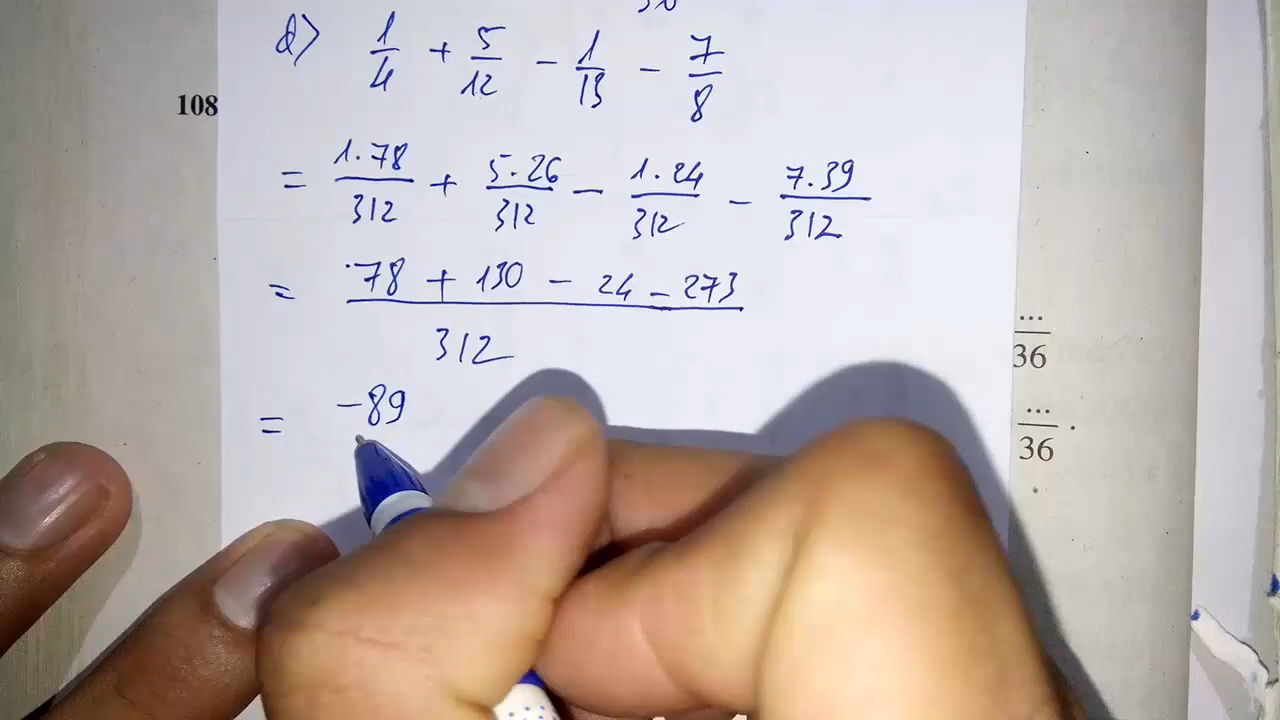 d) 1/4 + 5/12 - 1/13 - 7/8
108
= 1.78/312 + 5.26/312 - 1.24/312 - 7.39/312
= 78 + 130 - 24 - 273 / 312
= -89
.../36
.../36 .